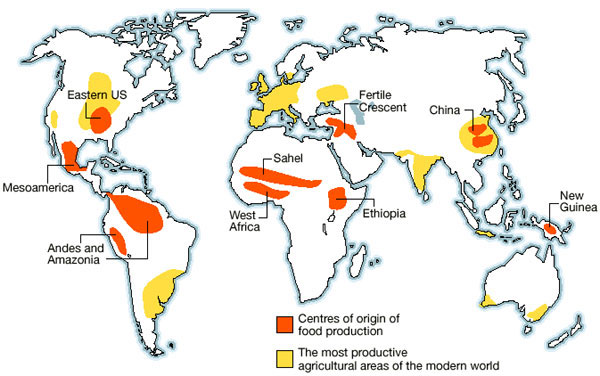 Eastern US
Fertile
Crescent
China
Sahel
Mesoamerica
West
Africa
Ethiopia
New
Guinea
Andes and
Amazonia
Centres of origin of
food production
The most productive
agricultural areas of the modern world